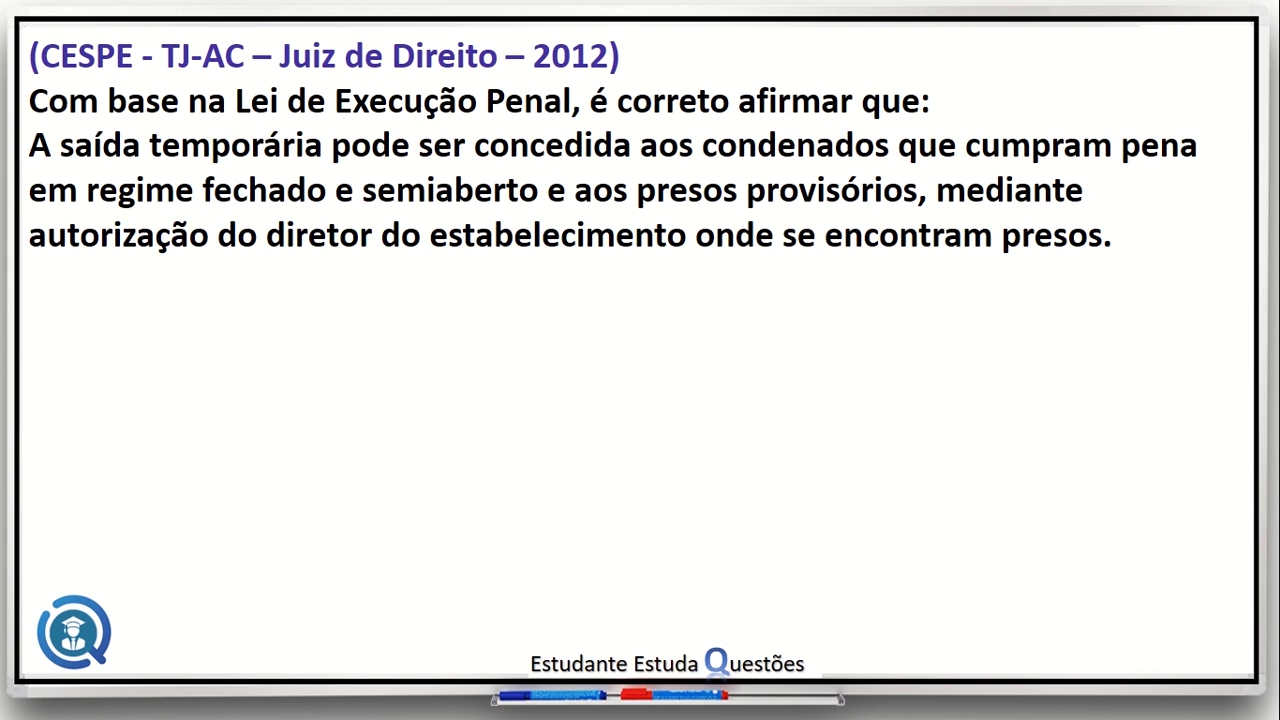 (CESPE - TJ-AC – Juiz de Direito – 2012)
Com base na Lei de Execução Penal, é correto afirmar que:
A saída temporária pode ser concedida aos condenados que cumpram pena
em regime fechado e semiaberto e aos presos provisórios, mediante
autorização do diretor do estabelecimento onde se encontram presos.
Estudante Estuda Questões